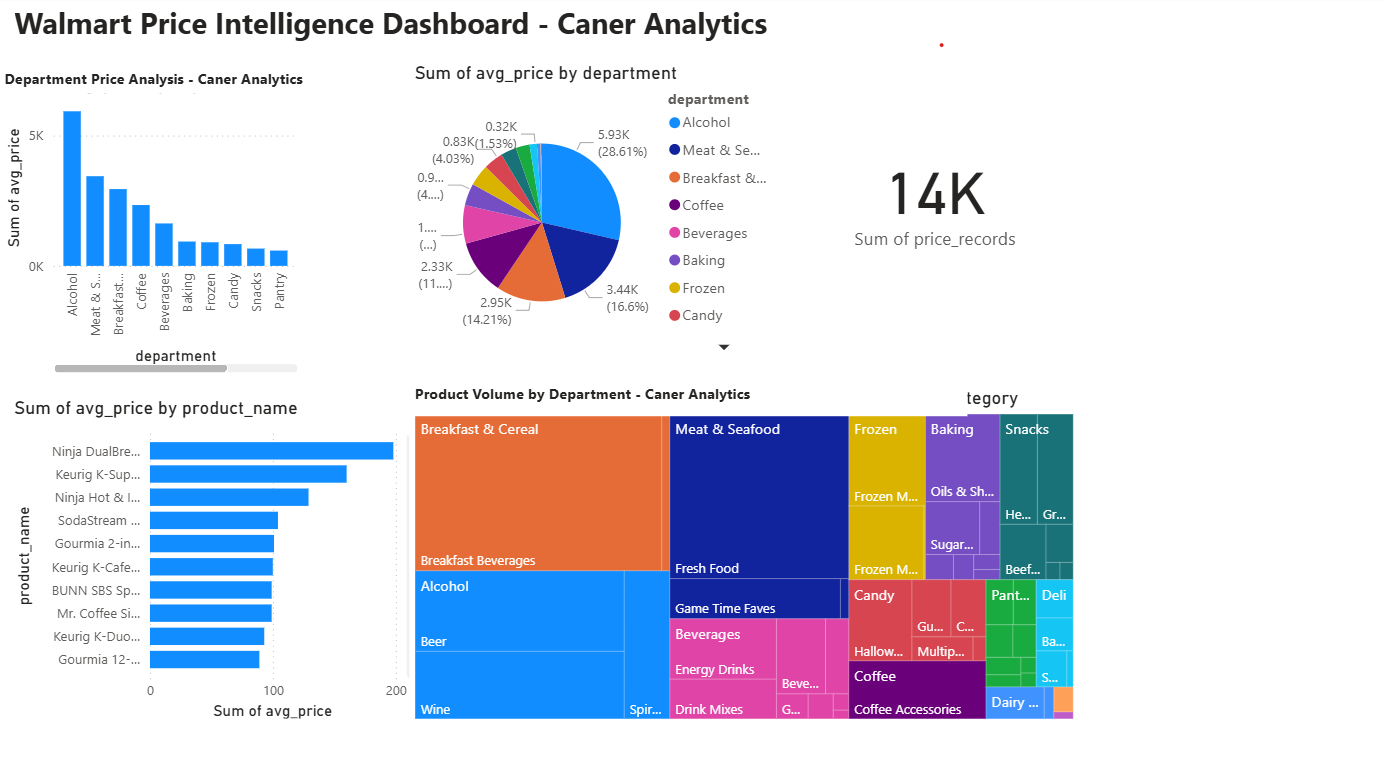 Walmart Price Intelligence Dashboard - Caner Analytics
Department Price Analysis - Caner Analytics
Sum of avg_price
5K
0K
Alcohol
Meat & S...
Breakfast...
Coffee
Beverages
Baking
Frozen
Candy
Snacks
Pantry
department
Sum of avg_price by department
0.32K
(1.53%)
0.83K
(4.03%)
0.9...
(4....
1....
(...)
2.33K
(11....)
2.95K
(14.21%)
3.44K
(16.6%)
5.93K
(28.61%)
department
Alcohol
Meat & Se...
Breakfast &...
Coffee
Beverages
Baking
Frozen
Candy
14K
Sum of price_records
Sum of avg_price by product_name
product_name
Ninja DualBre...
Keurig K-Sup...
Ninja Hot & I...
SodaStream ...
Gourmia 2-in...
Keurig K-Cafe...
BUNN SBS Sp...
Mr. Coffee Si...
Keurig K-Duo...
Gourmia 12-...
0
100
200
Sum of avg_price
Product Volume by Department - Caner Analytics
tegory
Breakfast & Cereal
Breakfast Beverages
Alcohol
Beer
Wine
Spir...
Meat & Seafood
Fresh Food
Game Time Faves
Beverages
Energy Drinks
Drink Mixes
Beve...
G...
Frozen
Frozen M...
Frozen M...
Baking
Oils & Sh...
Sugar...
Snacks
He...
Gr...
Beef...
Candy
Hallow...
Gu...
C...
Multip...
Coffee
Coffee Accessories
Pant...
Deli
Ba...
S...
Dairy ...